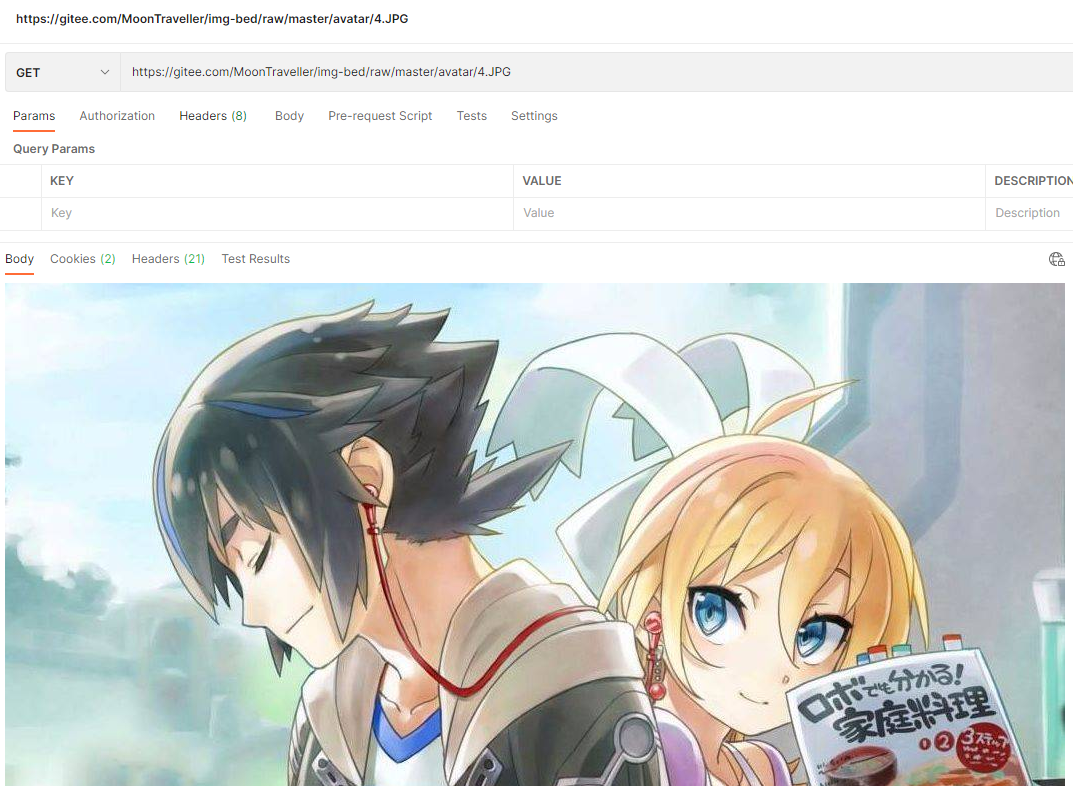 https://gitee.com/MoonTraveller/img-bed/raw/master/avatar/4.JPG
GET https://gitee.com/MoonTraveller/img-bed/raw/master/avatar/4.JPG
Params Authorization Headers (8) Body Pre-request Script Tests Settings
Query Params
KEY VALUE DESCRIPTION
Key Value Description
Body Cookies (2) Headers (21) Test Results
ロボでも分かる!
家庭料理
1 2 3ステップ